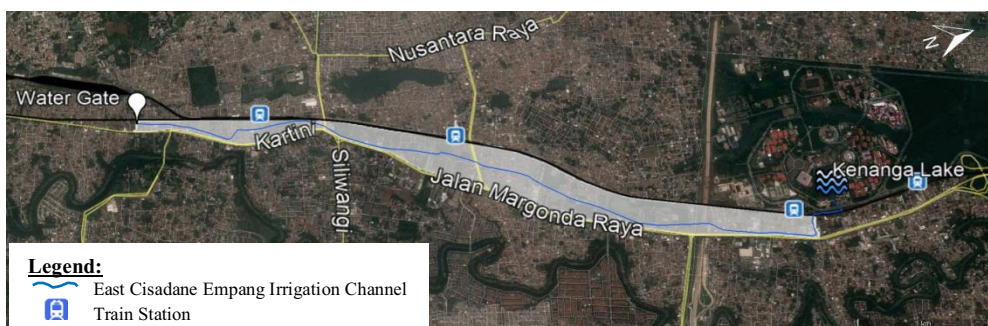 Nusantara Raya
N
Water Gate
Kartini
Siliwangi
Jalan Margonda Raya
Kenanga Lake
Legend:
East Cisadane Empang Irrigation Channel
Train Station